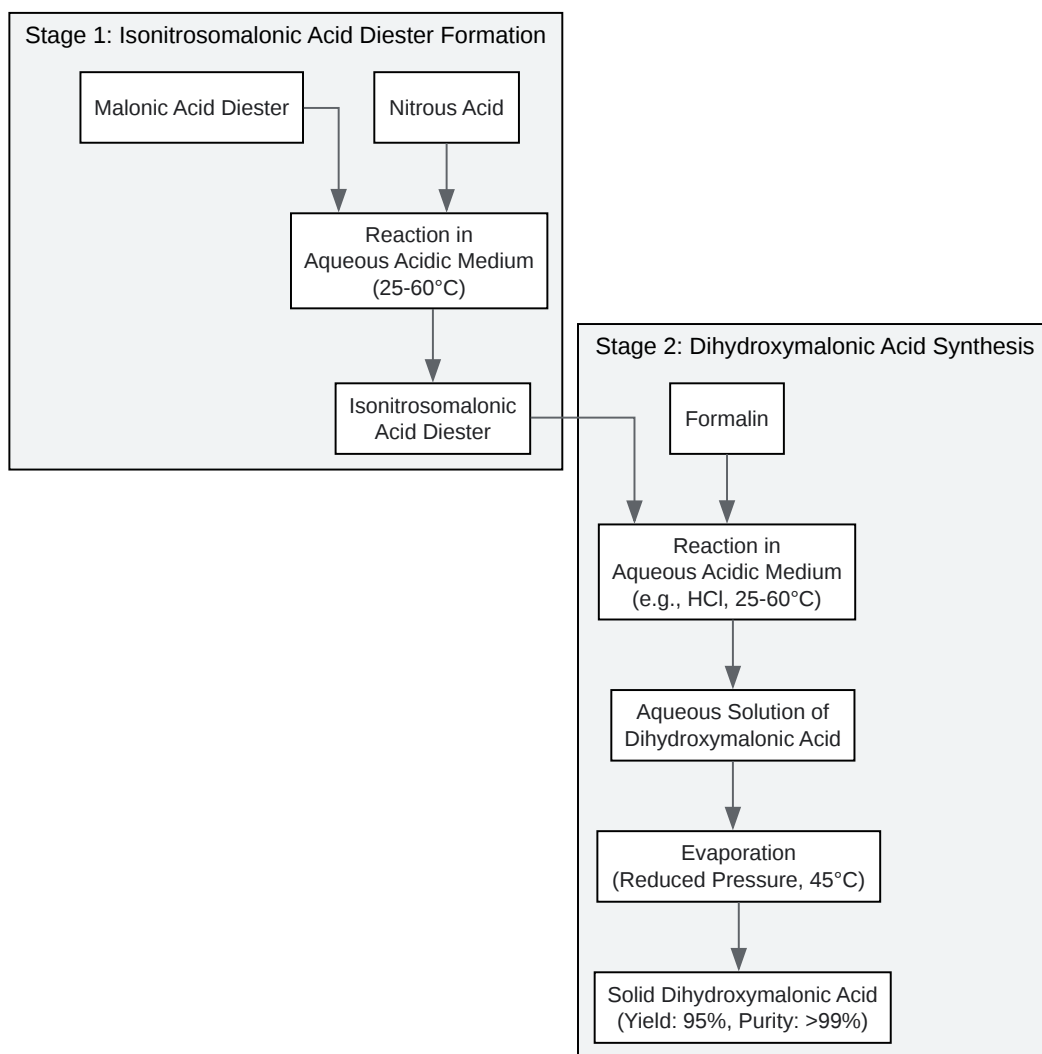 Stage 1: Isonitrosomalonic Acid Diester Formation
Malonic Acid Diester
Nitrous Acid
Reaction in
Aqueous Acidic Medium
(25-60°C)
Isonitrosomalonic
Acid Diester
Stage 2: Dihydroxymalonic Acid Synthesis
Formalin
Reaction in
Aqueous Acidic Medium
(e.g., HCl, 25-60°C)
Aqueous Solution of
Dihydroxymalonic Acid
Evaporation
(Reduced Pressure, 45°C)
Solid Dihydroxymalonic Acid
(Yield: 95%, Purity: >99%)